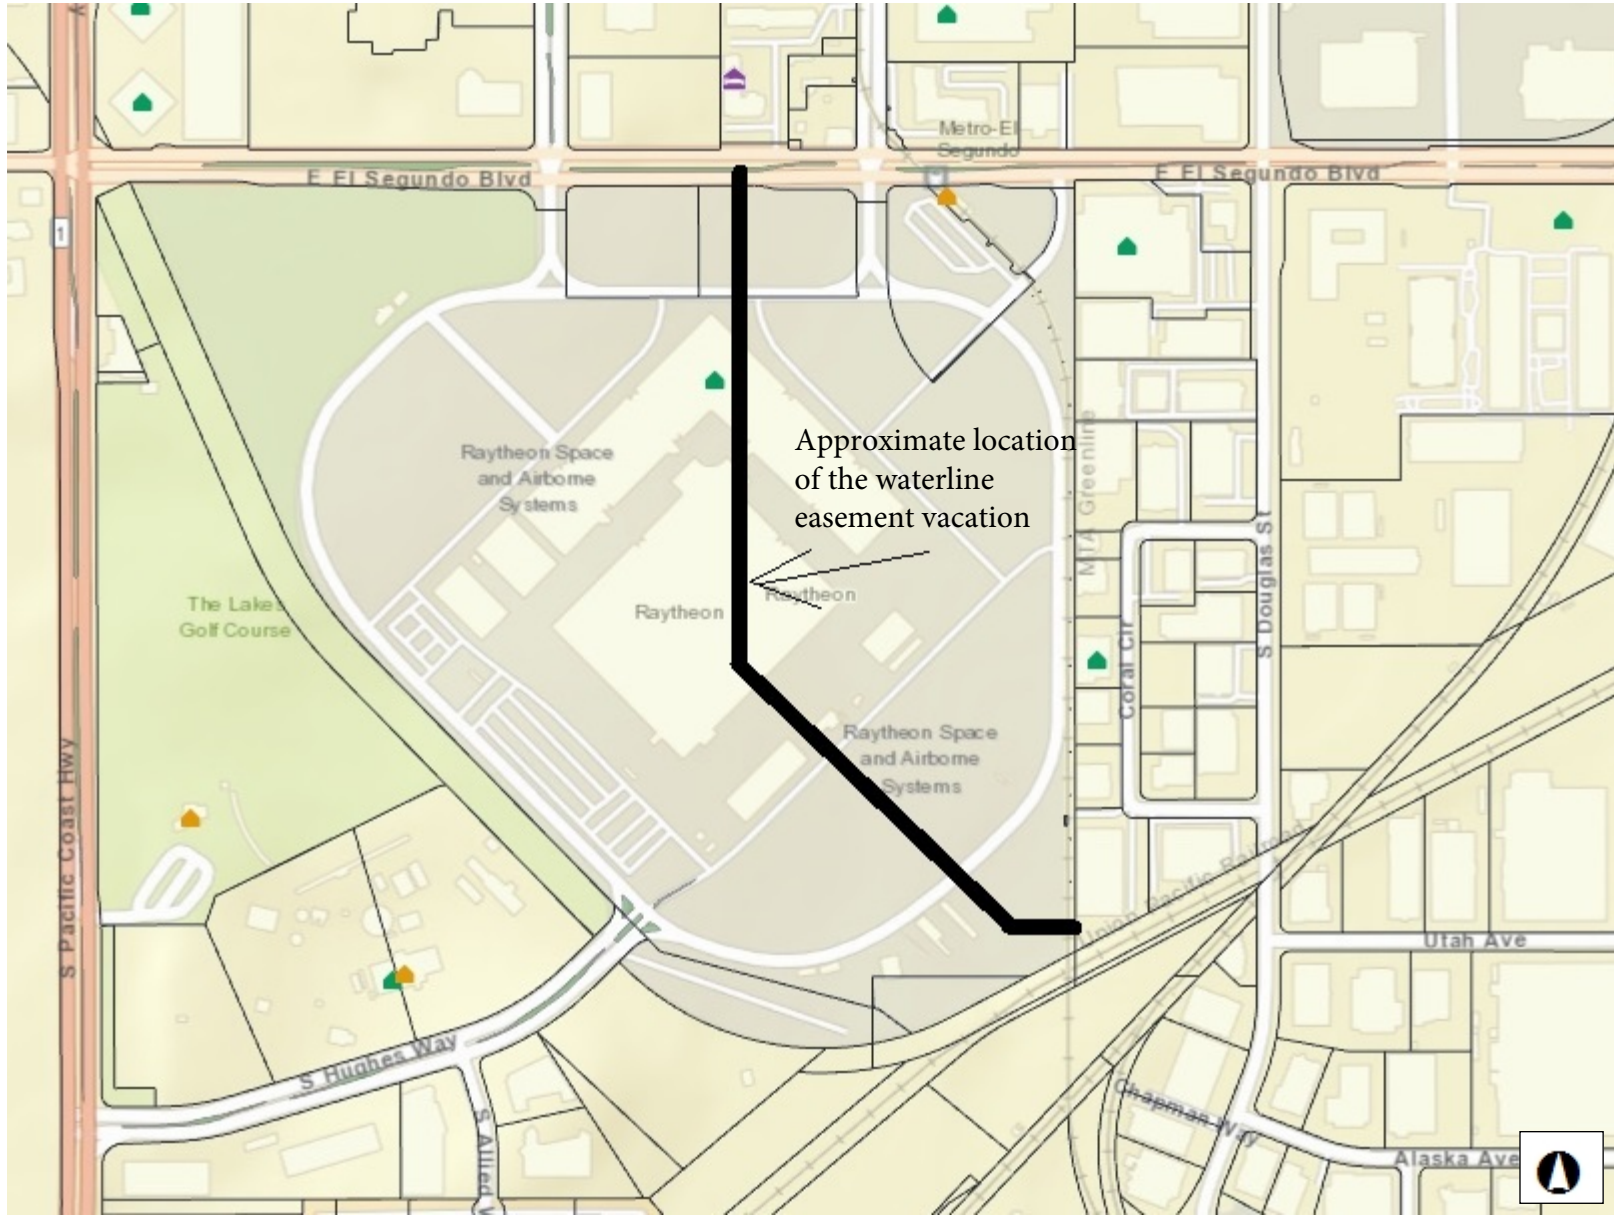 Metro-El
Segundo
E El Segundo Blvd
E El Segundo Blvd
1
Approximate location
of the waterline
easement vacation
Raytheon Space
and Airborne
Systems
MTA Greenline
Raytheon
Raytheon
The Lakes
Golf Course
S Douglas St
Coral Cir
Raytheon Space
and Airborne
Systems
S Pacific Coast Hwy
Union Pacific Railroad
Utah Ave
S Hughes Way
S Allied
Chapman Way
Alaska Ave